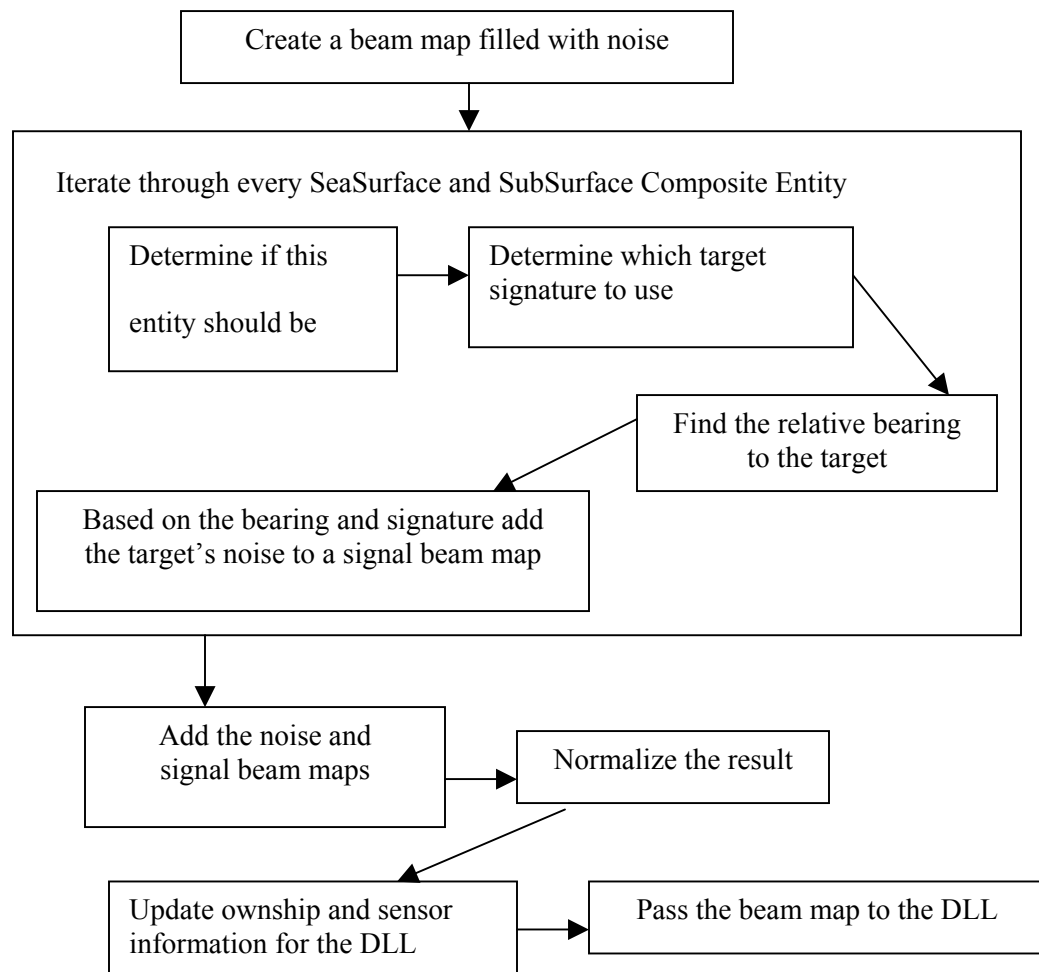 Create a beam map filled with noise
Iterate through every SeaSurface and SubSurface Composite Entity
Determine if this
entity should be
Determine which target
signature to use
Find the relative bearing
to the target
Based on the bearing and signature add
the target’s noise to a signal beam map
Add the noise and
signal beam maps
Normalize the result
Update ownship and sensor
information for the DLL
Pass the beam map to the DLL